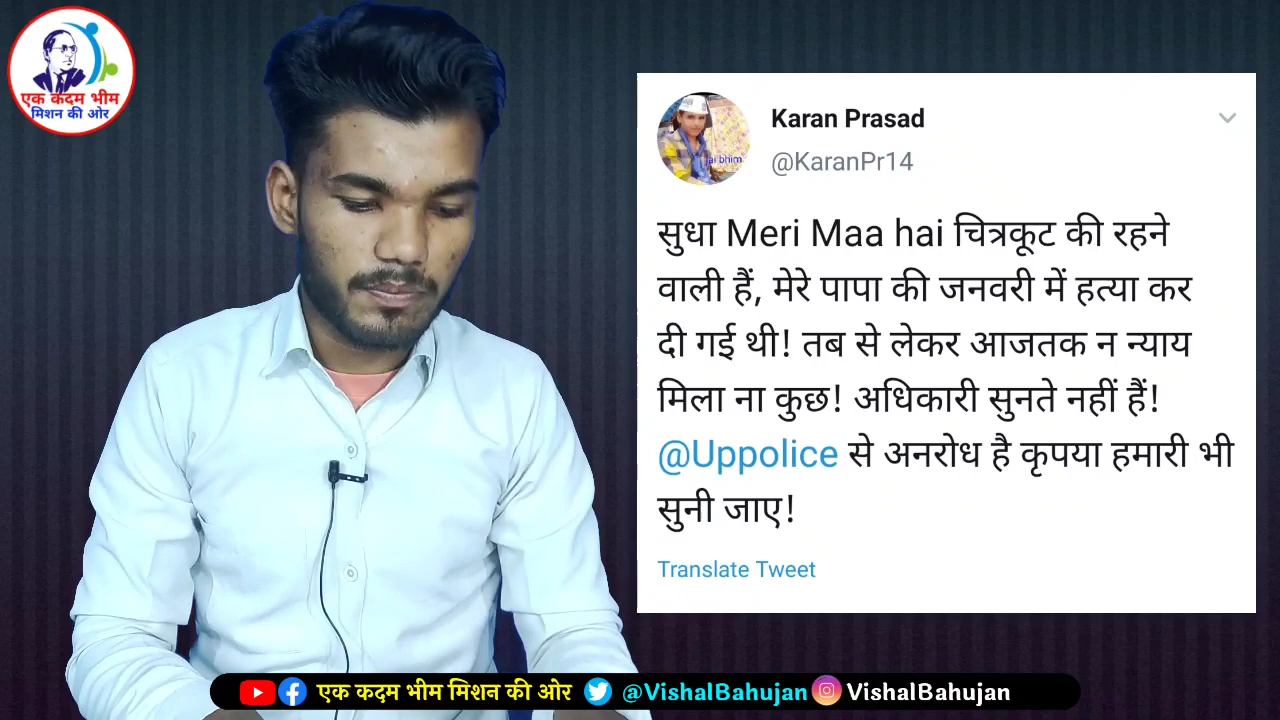 एक कदम भीम
मिशन की ओर
Karan Prasad
@KaranPr14
सुधा Meri Maa hai चित्रकूट की रहने
वाली हैं, मेरे पापा की जनवरी में हत्या कर
दी गई थी! तब से लेकर आजतक न न्याय
मिला ना कुछ! अधिकारी सुनते नहीं हैं!
@Uppolice से अनरोध है कृपया हमारी भी
सुनी जाए!
Translate Tweet
एक कदम भीम मिशन की ओर @VishalBahujan VishalBahujan